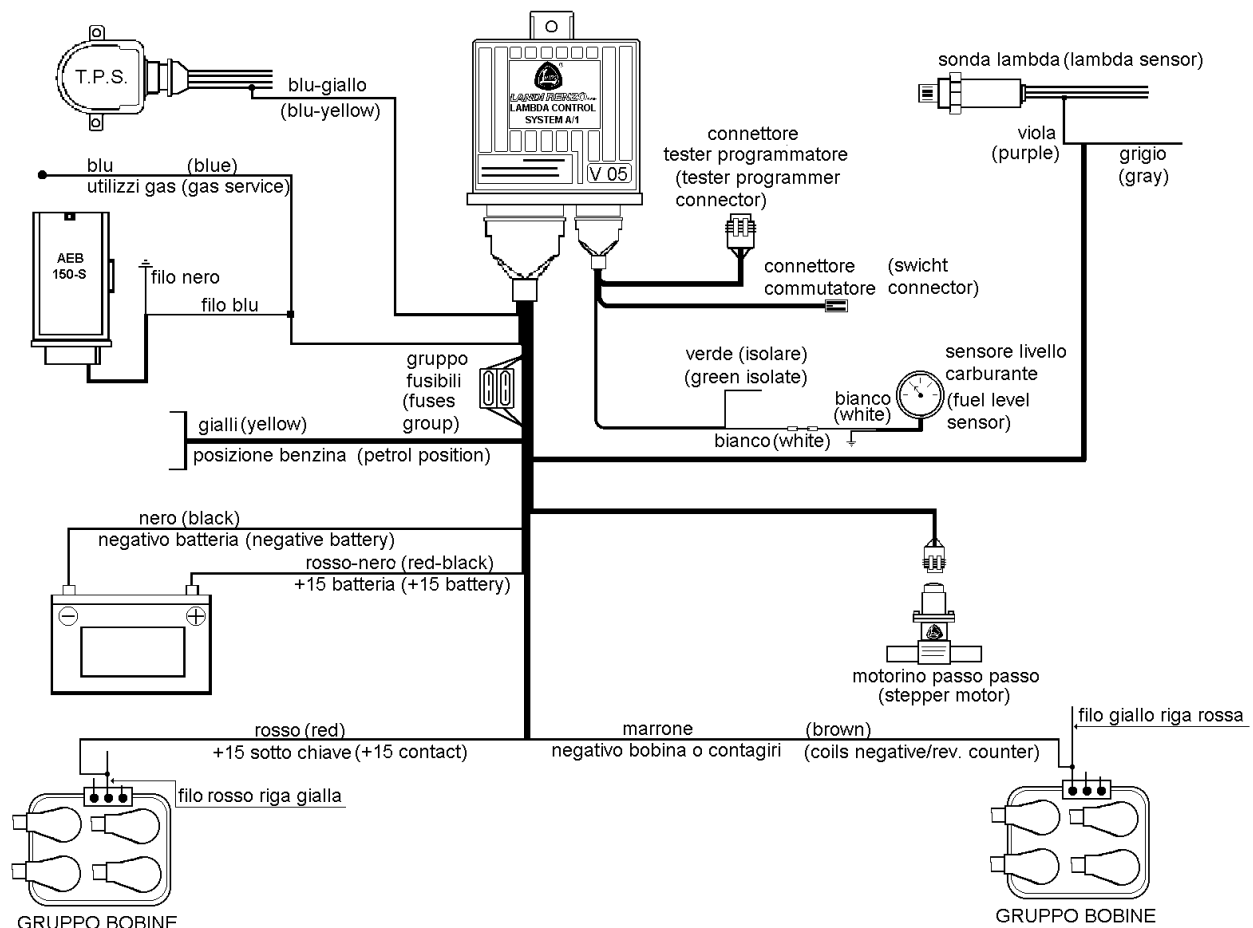 T.P.S.
blu-giallo
(blu-yellow)
LANDI RENZO
LAMBDA CONTROL
SYSTEM A/1
V 05
sonda lambda (lambda sensor)
viola
(purple)
grigio
(gray)
connettore
tester programmatore
(tester programmer
connector)
blu (blue)
utilizzi gas (gas service)
AEB
150-S
filo nero
filo blu
connettore (swicht
commutatore connector)
gruppo
fusibili
(fuses
group)
verde (isolare)
(green isolate)
bianco (white)
bianco
(white)
sensore livello
carburante
(fuel level
sensor)
gialli (yellow)
posizione benzina (petrol position)
nero (black)
negativo batteria (negative battery)
rosso-nero (red-black)
+15 batteria (+15 battery)
motorino passo passo
(stepper motor)
rosso (red)
+15 sotto chiave (+15 contact)
marrone (brown)
negativo bobina o contagiri (coils negative/rev. counter)
filo giallo riga rossa
filo rosso riga gialla
GRUPPO BOBINE
GRUPPO BOBINE